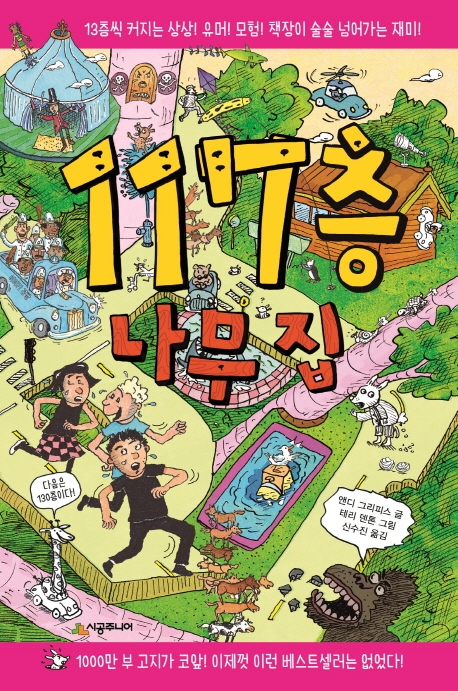 13층씩 커지는 상상! 유머! 모험! 책장이 술술 넘어가는 재미!
117층
나무 집
다음은
130층이다!
앤디 그리피스 글
테리 덴톤 그림
신수진 옮김
시공주니어
1000만 부 고지가 코앞! 이제껏 이런 베스트셀러는 없었다!